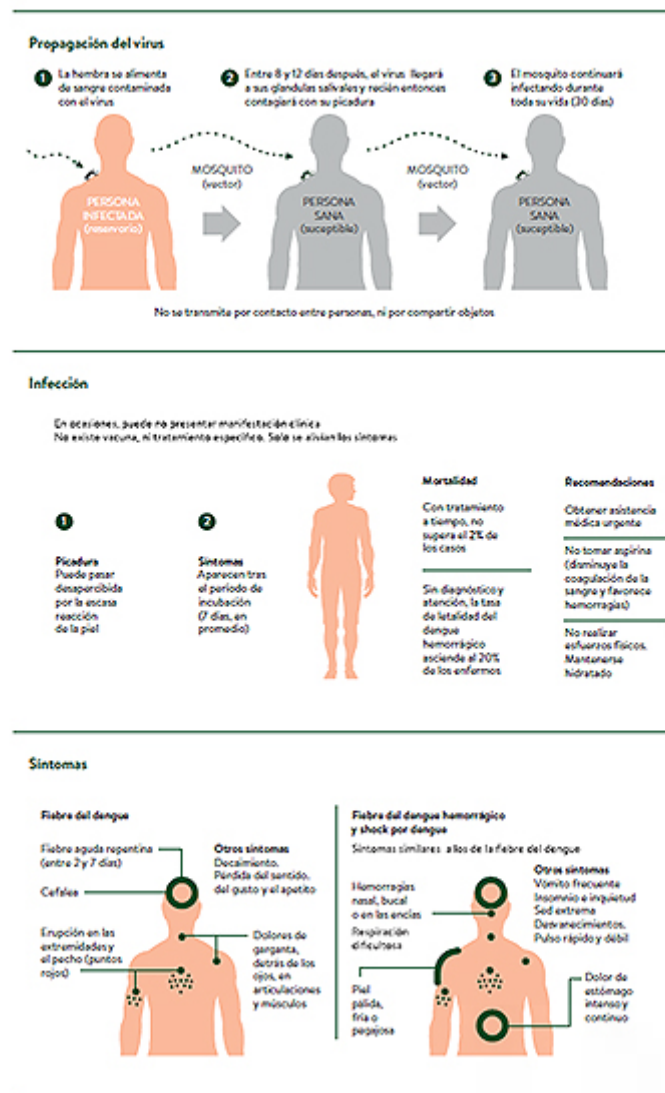 Propagación del virus
1 La hembra se alimenta
de sangre contaminada
con el virus
2 Entre 8 y 12 días después, el virus llegará
a sus glandulas salivales y recién entonces
contagiará con su picadura
3 El mosquito continuará
infectando durante
toda su vida (30 días)
PERSONA
INFECTADA
(reservorio)
MOSQUITO
(vector)
PERSONA
SANA
(suceptible)
MOSQUITO
(vector)
PERSONA
SANA
(suceptible)
No se transmite por contacto entre personas, ni por compartir objetos
Infección
En ocasiones, puede no presentar manifestación clínica
No existe vacuna, ni tratamiento específico. Solo se alivian los síntomas
1
Picadura
Puede pasar
desapercibida
por la escasa
reacción
de la piel
2
Síntomas
Aparecen tras
el período de
incubación
(7 días, en
promedio)
Mortalidad
Con tratamiento
a tiempo, no
supera el 2% de
los casos
Sin diagnóstico y
atención, la tasa
de letalidad del
dengue
hemorrágico
asciende al 20%
de los enfermos
Recomendaciones
Obtener asistencia
médica urgente
No tomar aspirina
(disminuye la
coagulación de la
sangre y favorece
hemorragias)
No realizar
esfuerzos físicos.
Mantenerse
hidratado
Síntomas
Fiebre del dengue
Fiebre aguda repentina
(entre 2 y 7 días)
Cefalea
Erupción en las
extremidades y
el pecho (puntos
rojos)
Otros síntomas
Decaimiento.
Pérdida del sentido,
del gusto y el apetito
Dolores de
garganta,
detrás de los
ojos, en
articulaciones
y músculos
Fiebre del dengue hemorrágico
y shock por dengue
Síntomas similares a los de la fiebre del dengue
Hemorragias
nasal, bucal
o en las encías
Respiración
dificultosa
Piel
pálida,
fría o
pegajosa
Otros síntomas
Vómito frecuente
Insomnio e inquietud
Sed extrema
Desvanecimientos.
Pulso rápido y débil
Dolor de
estómago
intenso y
continuo